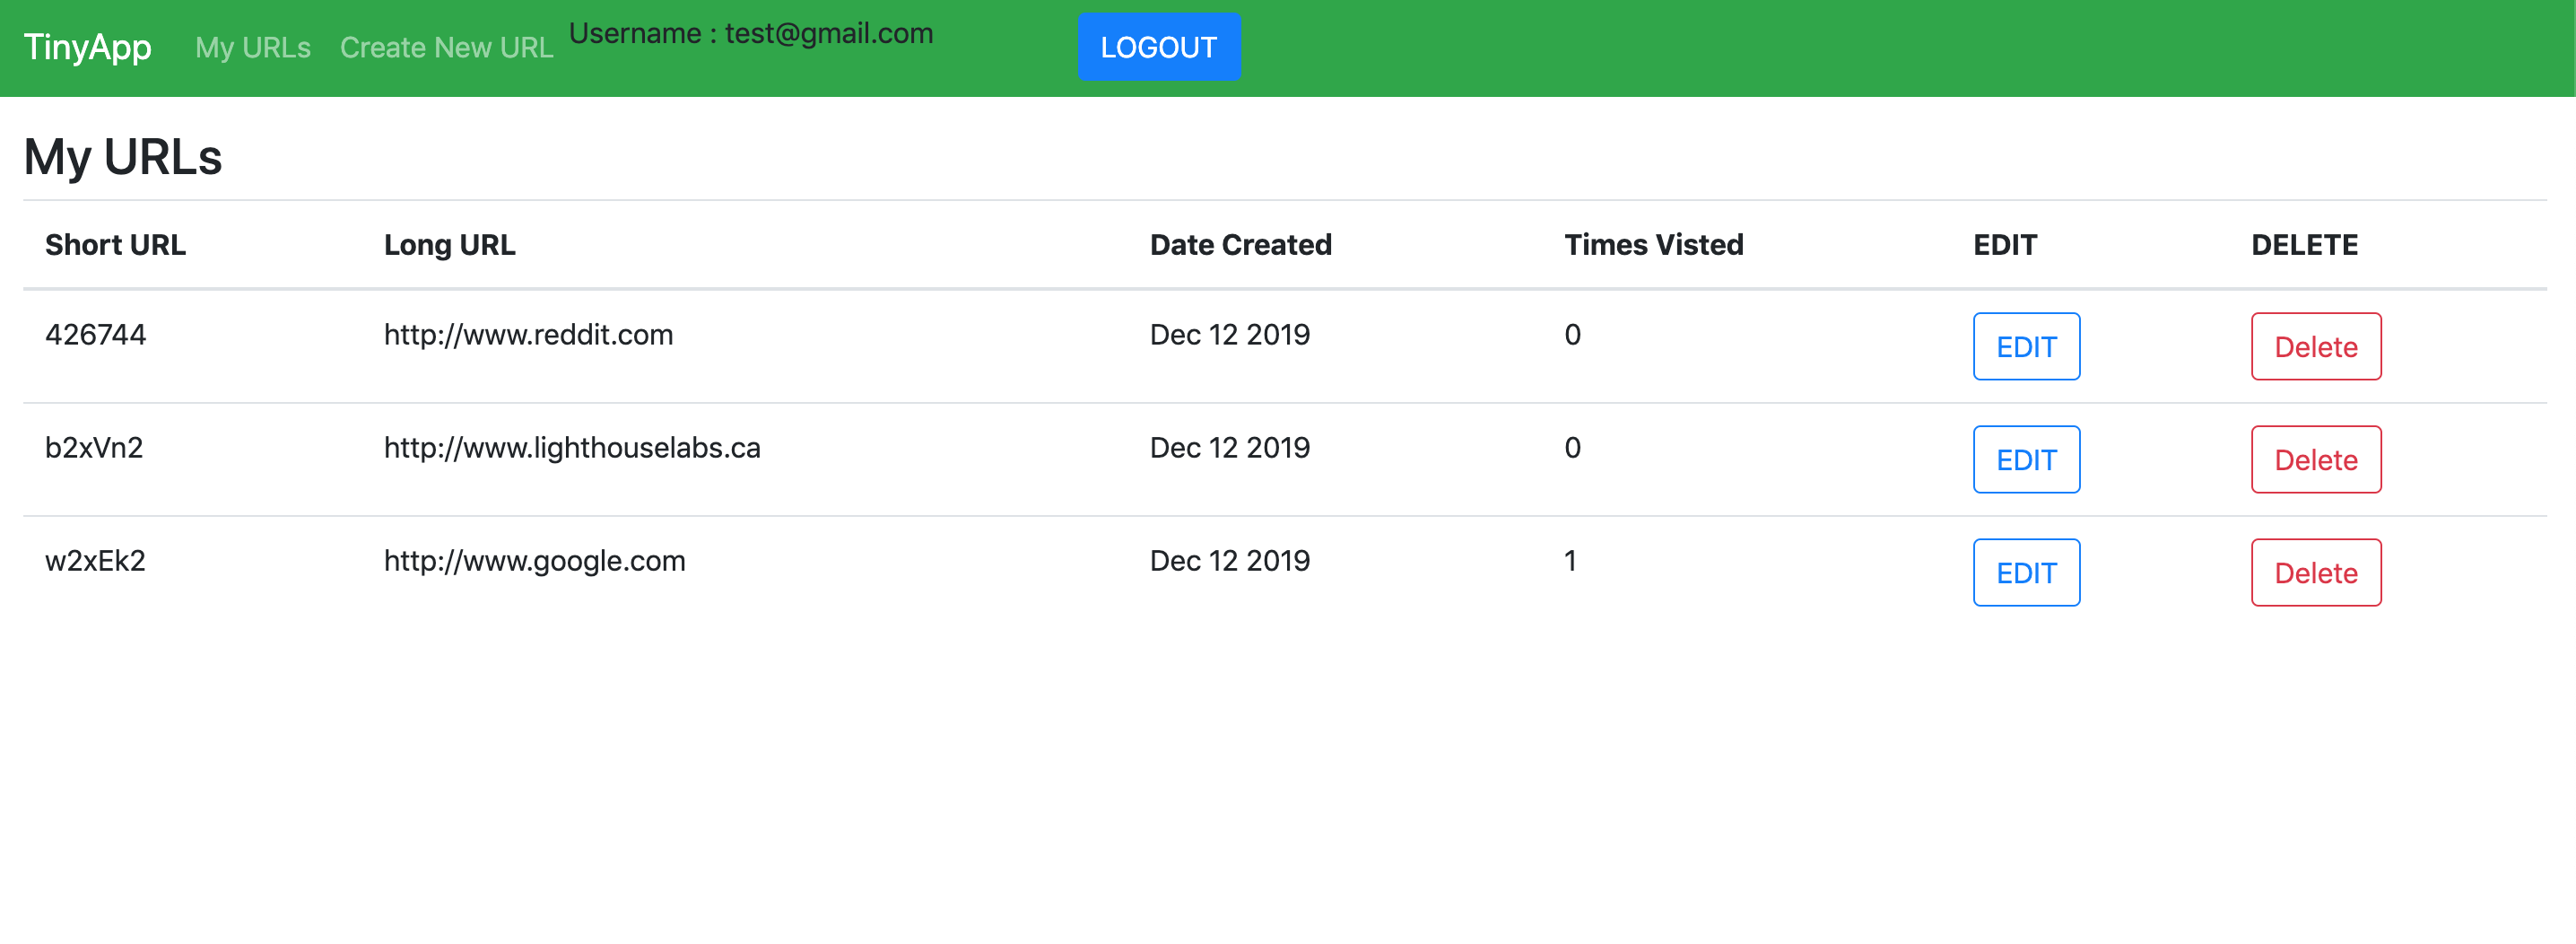 TinyApp My URLs Create New URL Username : test@gmail.com LOGOUT
My URLs
Short URL Long URL Date Created Times Visted EDIT DELETE
426744 http://www.reddit.com Dec 12 2019 0 EDIT Delete
b2xVn2 http://www.lighthouselabs.ca Dec 12 2019 0 EDIT Delete
w2xEk2 http://www.google.com Dec 12 2019 1 EDIT Delete